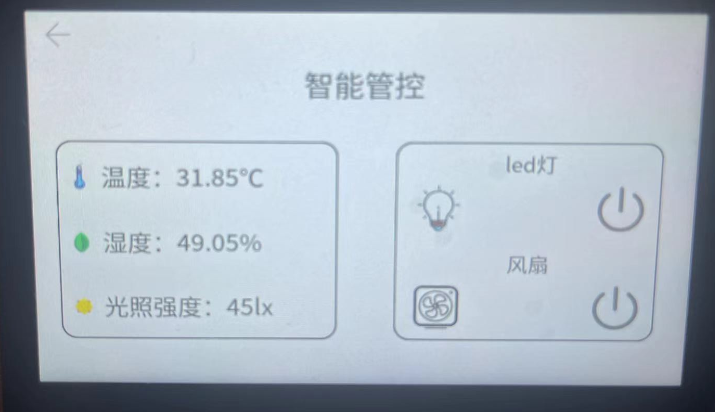 智能管控
温度：31.85℃
湿度：49.05%
光照强度：45lx
led灯
风扇